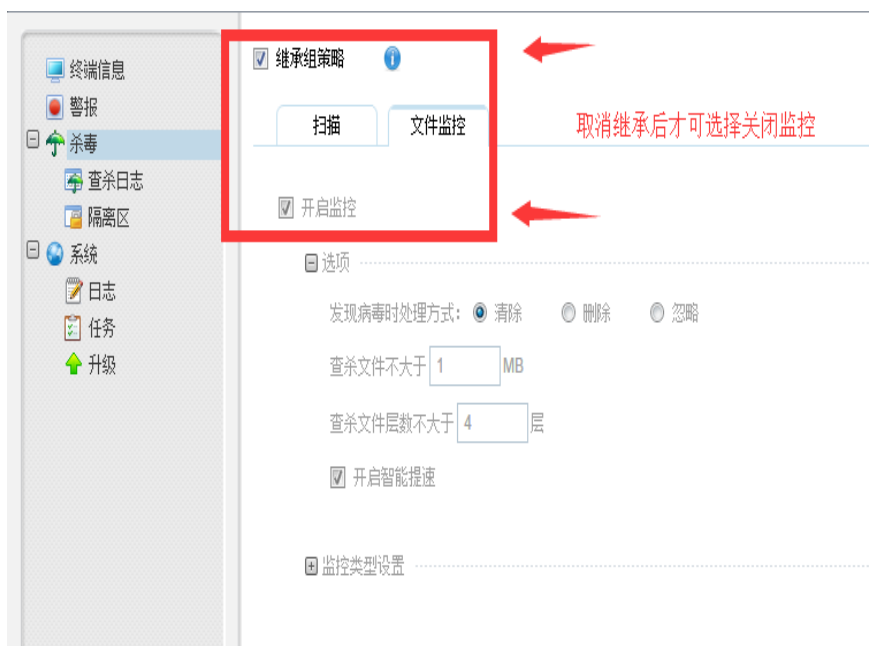 终端信息
警报
杀毒
查杀日志
隔离区
系统
日志
任务
升级
继承组策略
扫描
文件监控
取消继承后才可选择关闭监控
开启监控
选项
发现病毒时处理方式： 清除 删除 忽略
查杀文件不大于 1 MB
查杀文件层数不大于 4 层
开启智能提速
监控类型设置